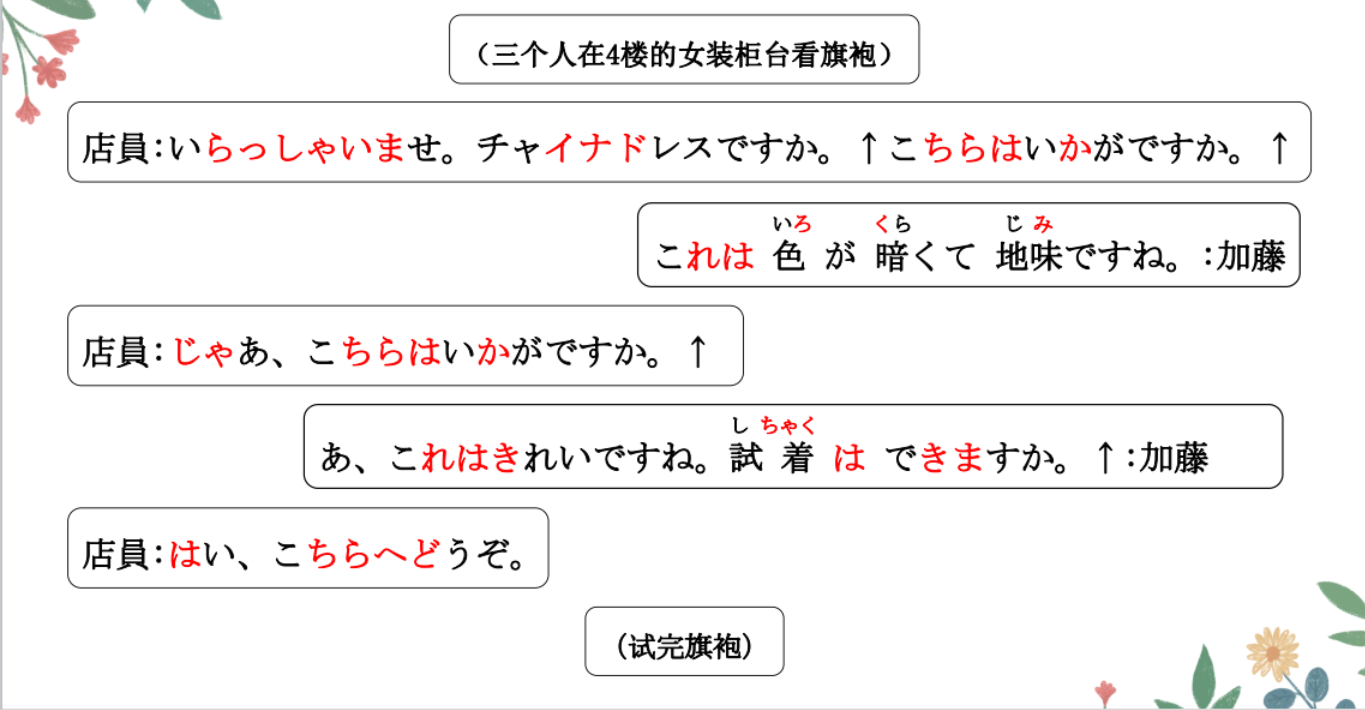 （三个人在4楼的女装柜台看旗袍）
店員：いらっしゃいませ。チャイナドレスですか。↑こちらはいかがですか。↑
いろ くら じみ
これは 色 が 暗くて 地味ですね。：加藤
店員：じゃあ、こちらはいかがですか。↑
し ちゃく
あ、これはきれいですね。試 着 は できますか。↑：加藤
店員：はい、こちらへどうぞ。
（试完旗袍）